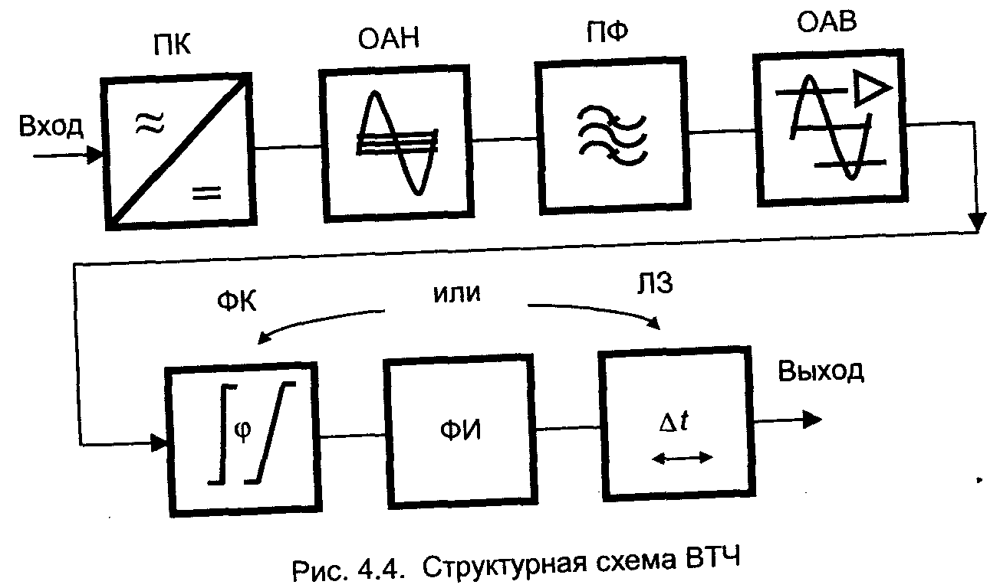 ПК
ОАН
ПФ
ОАВ
Вход
≈
=
ФК
или
ЛЗ
Выход
φ
ФИ
Δt
Рис. 4.4. Структурная схема ВТЧ